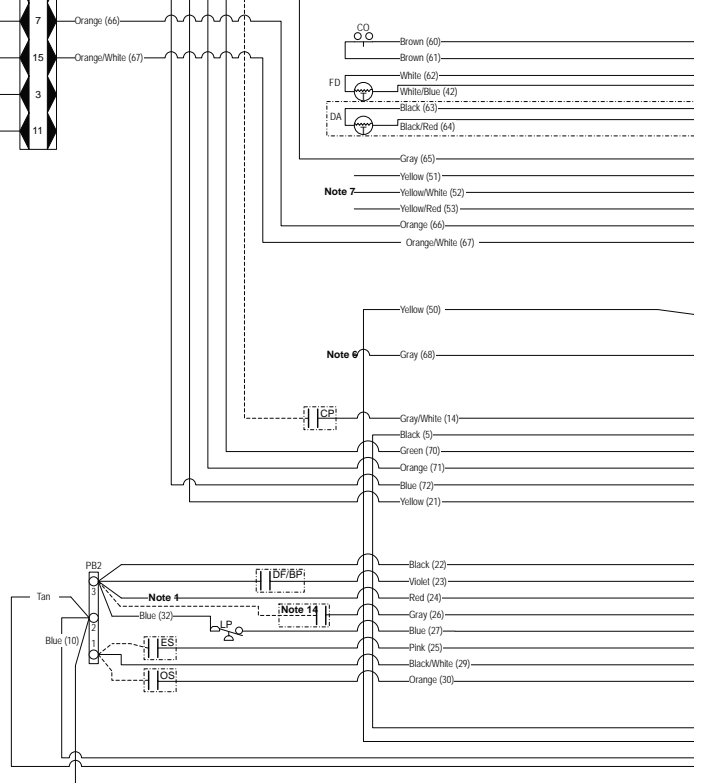 7
Orange (66)
15
Orange/White (67)
3
11
CO
Brown (60)
Brown (61)
FD
White (62)
White/Blue (42)
DA
Black (63)
Black/Red (64)
Gray (65)
Yellow (51)
Note 7
Yellow/White (52)
Yellow/Red (53)
Orange (66)
Orange/White (67)
Yellow (50)
Note 6
Gray (68)
CP
Gray/White (14)
Black (5)
Green (70)
Orange (71)
Blue (72)
Yellow (21)
PB2
Black (22)
DF/BP
Violet (23)
3
Tan
Note 1
Red (24)
Note 14
Blue (32)
Gray (26)
LP
Blue (27)
2
Blue (10)
1
ES
Pink (25)
Black/White (29)
OS
Orange (30)